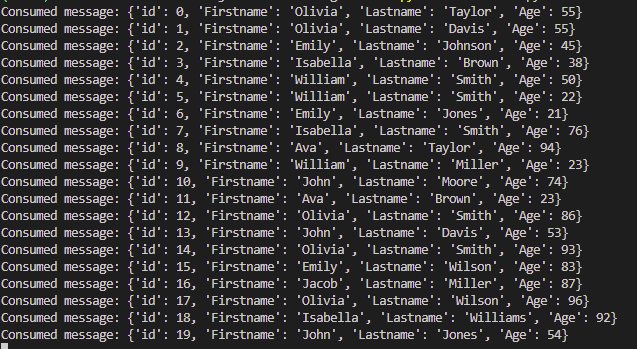 Consumed message: {'id': 0, 'Firstname': 'Olivia', 'Lastname': 'Taylor', 'Age': 55}
Consumed message: {'id': 1, 'Firstname': 'Olivia', 'Lastname': 'Davis', 'Age': 55}
Consumed message: {'id': 2, 'Firstname': 'Emily', 'Lastname': 'Johnson', 'Age': 45}
Consumed message: {'id': 3, 'Firstname': 'Isabella', 'Lastname': 'Brown', 'Age': 38}
Consumed message: {'id': 4, 'Firstname': 'William', 'Lastname': 'Smith', 'Age': 50}
Consumed message: {'id': 5, 'Firstname': 'William', 'Lastname': 'Smith', 'Age': 22}
Consumed message: {'id': 6, 'Firstname': 'Emily', 'Lastname': 'Jones', 'Age': 21}
Consumed message: {'id': 7, 'Firstname': 'Isabella', 'Lastname': 'Smith', 'Age': 76}
Consumed message: {'id': 8, 'Firstname': 'Ava', 'Lastname': 'Taylor', 'Age': 94}
Consumed message: {'id': 9, 'Firstname': 'William', 'Lastname': 'Miller', 'Age': 23}
Consumed message: {'id': 10, 'Firstname': 'John', 'Lastname': 'Moore', 'Age': 74}
Consumed message: {'id': 11, 'Firstname': 'Ava', 'Lastname': 'Brown', 'Age': 23}
Consumed message: {'id': 12, 'Firstname': 'Olivia', 'Lastname': 'Smith', 'Age': 86}
Consumed message: {'id': 13, 'Firstname': 'John', 'Lastname': 'Davis', 'Age': 53}
Consumed message: {'id': 14, 'Firstname': 'Olivia', 'Lastname': 'Smith', 'Age': 93}
Consumed message: {'id': 15, 'Firstname': 'Emily', 'Lastname': 'Wilson', 'Age': 83}
Consumed message: {'id': 16, 'Firstname': 'Jacob', 'Lastname': 'Miller', 'Age': 87}
Consumed message: {'id': 17, 'Firstname': 'Olivia', 'Lastname': 'Wilson', 'Age': 96}
Consumed message: {'id': 18, 'Firstname': 'Isabella', 'Lastname': 'Williams', 'Age': 92}
Consumed message: {'id': 19, 'Firstname': 'John', 'Lastname': 'Jones', 'Age': 54}